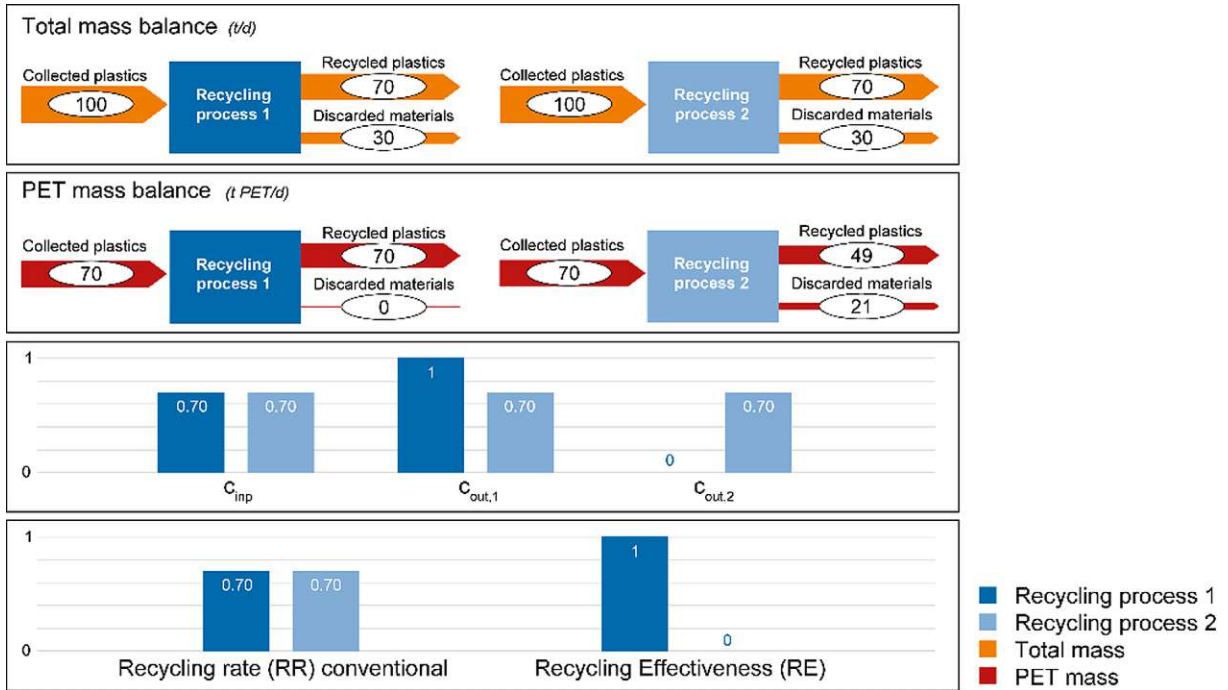 Total mass balance (t/d)
Collected plastics
100
Recycling process 1
Recycled plastics
70
Discarded materials
30
Collected plastics
100
Recycling process 2
Recycled plastics
70
Discarded materials
30
PET mass balance (t PET/d)
Collected plastics
70
Recycling process 1
Recycled plastics
70
Discarded materials
0
Collected plastics
70
Recycling process 2
Recycled plastics
49
Discarded materials
21
1
0
0.70
0.70
1
0.70
0
0.70
Cinp
Cout,1
Cout,2
1
0
0.70
0.70
1
0
Recycling rate (RR) conventional
Recycling Effectiveness (RE)
Recycling process 1
Recycling process 2
Total mass
PET mass